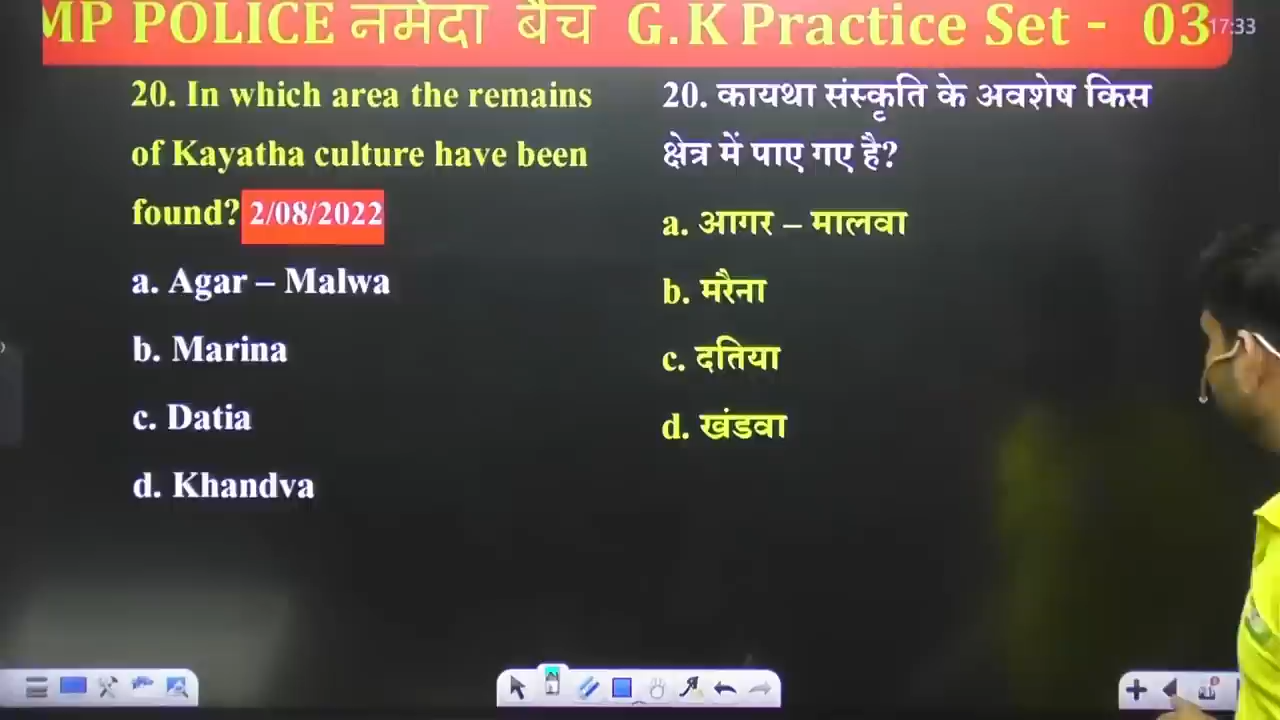 MP POLICE नर्मदा बैच G.K Practice Set - 03
17:33
20. In which area the remains
of Kayatha culture have been
found? 2/08/2022
a. Agar – Malwa
b. Marina
c. Datia
d. Khandva
20. कायथा संस्कृति के अवशेष किस
क्षेत्र में पाए गए है?
a. आगर – मालवा
b. मरैना
c. दतिया
d. खंडवा